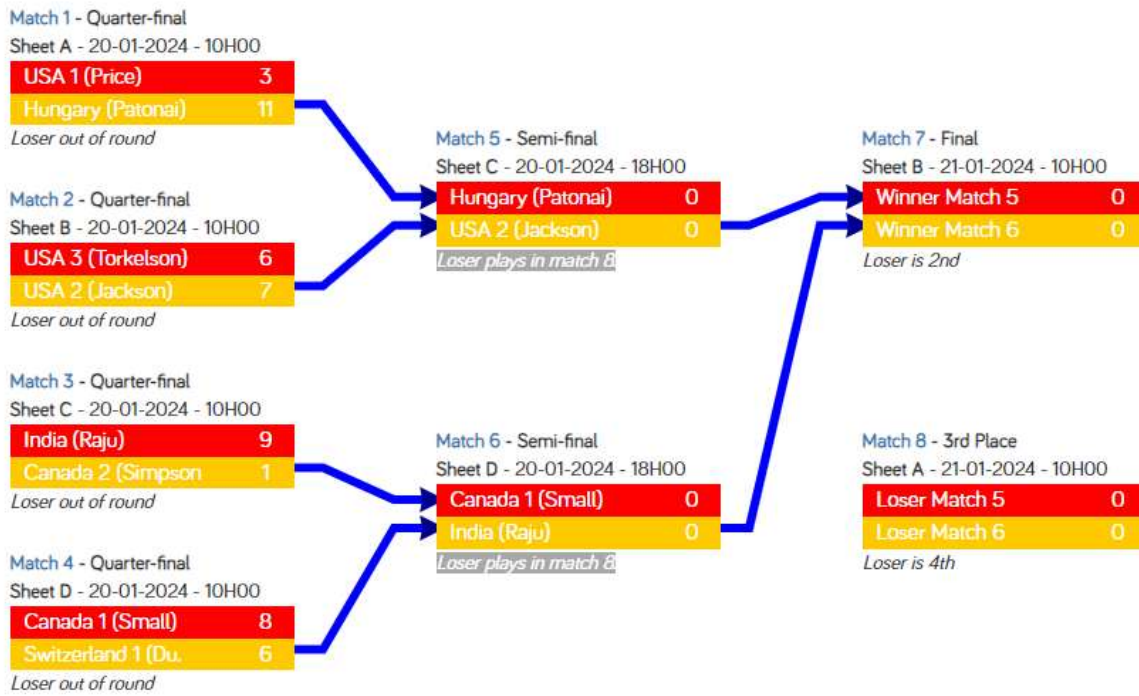 Match 1 - Quarter-final
Sheet A - 20-01-2024 - 10H00
USA 1 (Price) 3
Hungary (Patonai) 11
Loser out of round
Match 2 - Quarter-final
Sheet B - 20-01-2024 - 10H00
USA 3 (Torkelson) 6
USA 2 (Jackson) 7
Loser out of round
Match 3 - Quarter-final
Sheet C - 20-01-2024 - 10H00
India (Raju) 9
Canada 2 (Simpson 1
Loser out of round
Match 4 - Quarter-final
Sheet D - 20-01-2024 - 10H00
Canada 1 (Small) 8
Switzerland 1 (Du. 6
Loser out of round
Match 5 - Semi-final
Sheet C - 20-01-2024 - 18H00
Hungary (Patonai) 0
USA 2 (Jackson) 0
Loser plays in match 8
Match 6 - Semi-final
Sheet D - 20-01-2024 - 18H00
Canada 1 (Small) 0
India (Raju) 0
Loser plays in match 8
Match 7 - Final
Sheet B - 21-01-2024 - 10H00
Winner Match 5 0
Winner Match 6 0
Loser is 2nd
Match 8 - 3rd Place
Sheet A - 21-01-2024 - 10H00
Loser Match 5 0
Loser Match 6 0
Loser is 4th